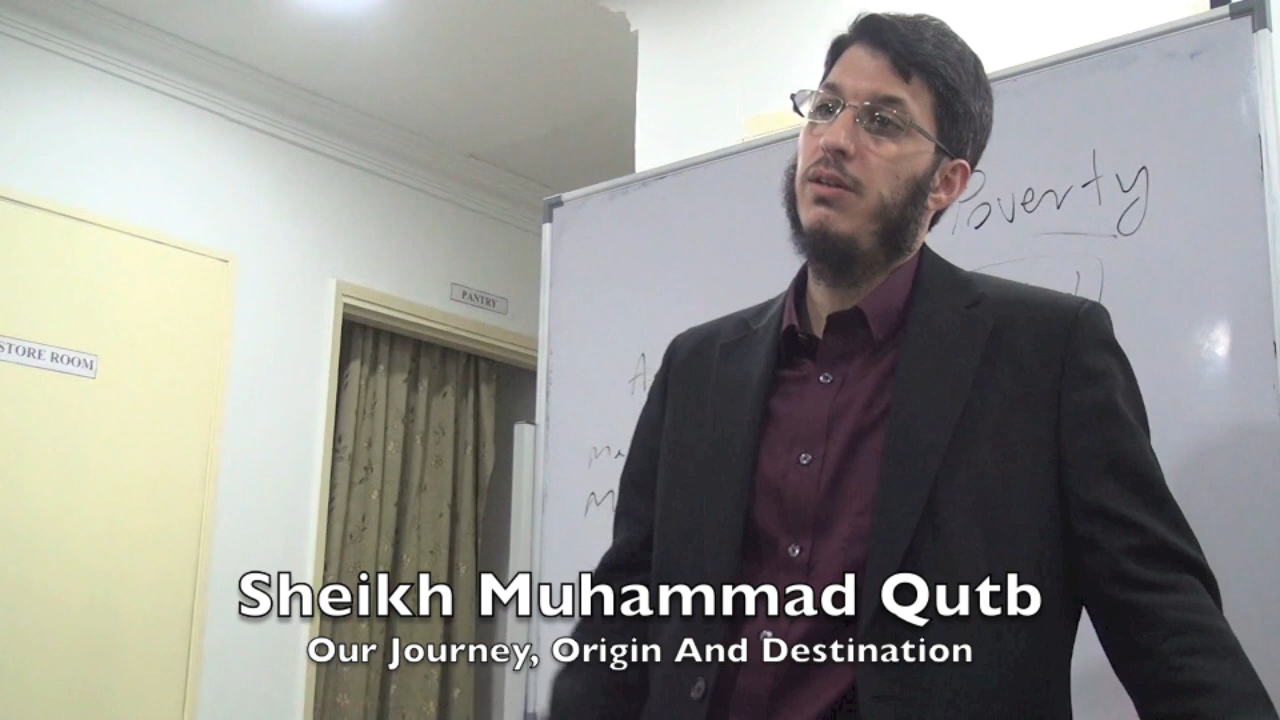 PANTRY
STORE ROOM
Poverty
Sheikh Muhammad Qutb
Our Journey, Origin And Destination